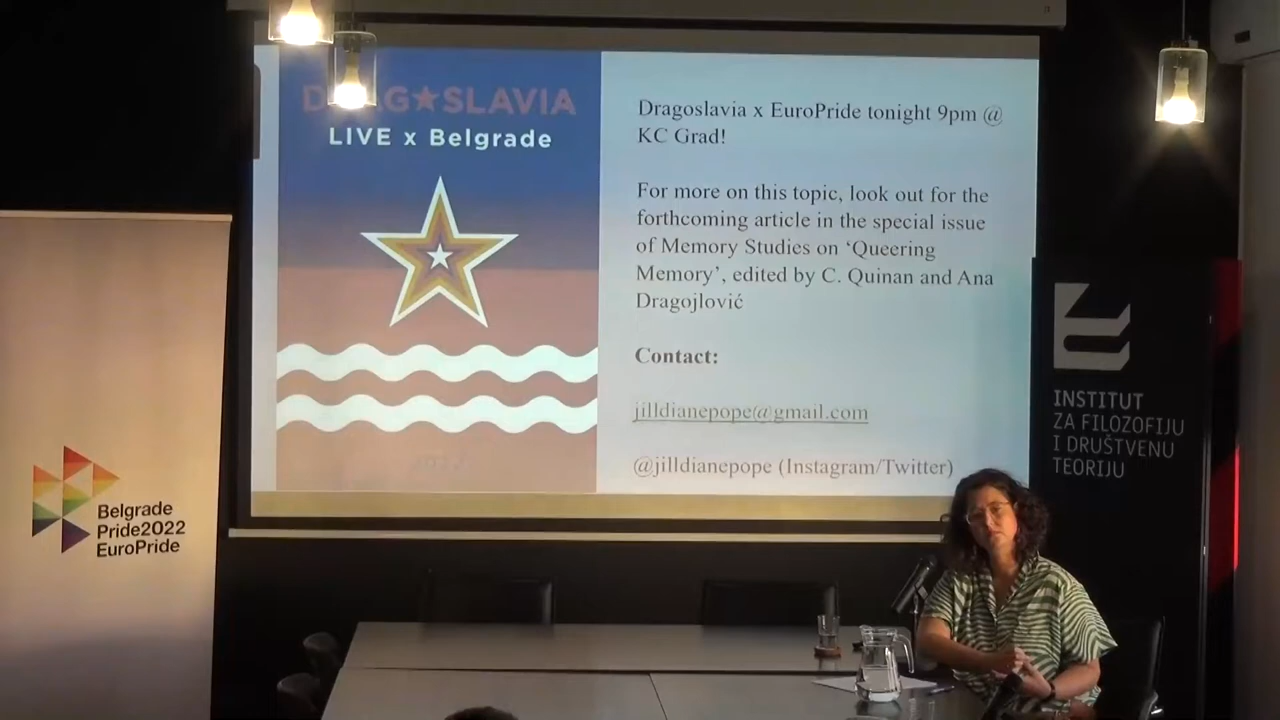 DRAG★SLAVIA
LIVE x Belgrade
Dragoslavia x EuroPride tonight 9pm @
KC Grad!
For more on this topic, look out for the
forthcoming article in the special issue
of Memory Studies on ‘Queering
Memory’, edited by C. Quinan and Ana
Dragojlović
Contact:
jilldianepope@gmail.com
@jilldianepope (Instagram/Twitter)
Belgrade
Pride2022
EuroPride
INSTITUT
ZA FILOZOFIJU
I DRUŠTVENU
TEORIJU